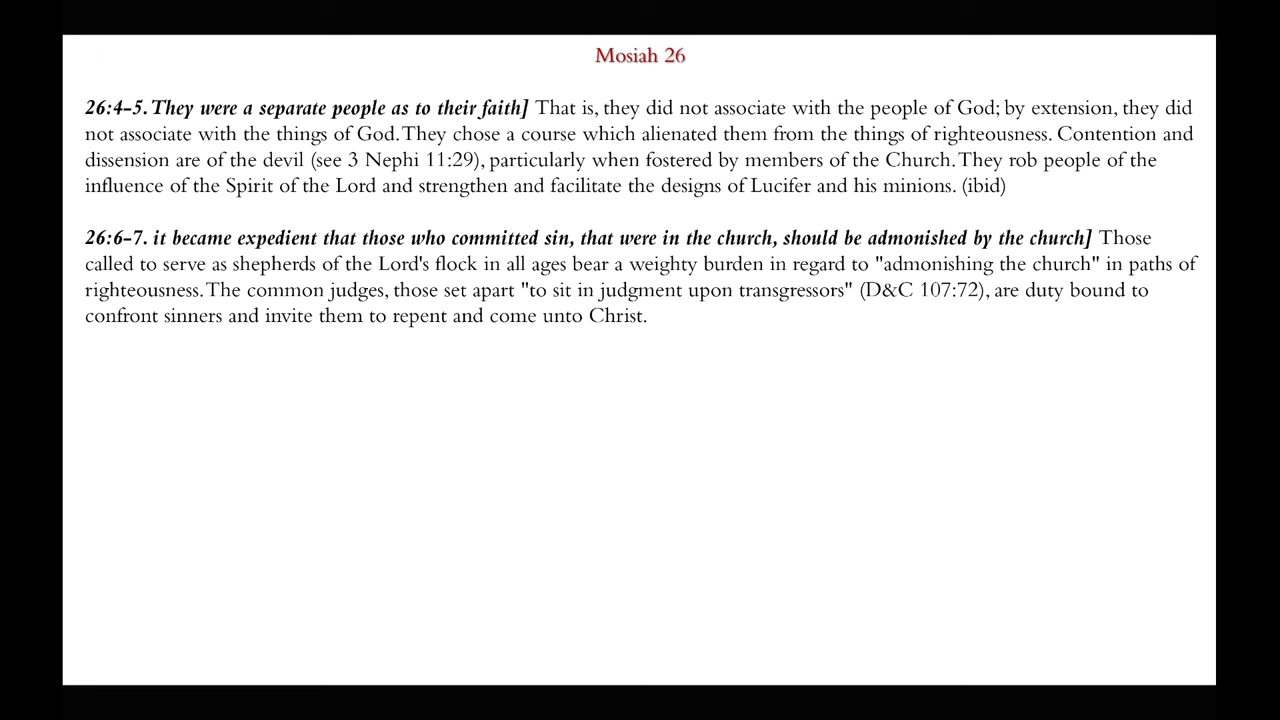 Mosiah 26
26:4-5. They were a separate people as to their faith] That is, they did not associate with the people of God; by extension, they did
not associate with the things of God. They chose a course which alienated them from the things of righteousness. Contention and
dissension are of the devil (see 3 Nephi 11:29), particularly when fostered by members of the Church. They rob people of the
influence of the Spirit of the Lord and strengthen and facilitate the designs of Lucifer and his minions. (ibid)
26:6-7. it became expedient that those who committed sin, that were in the church, should be admonished by the church] Those
called to serve as shepherds of the Lord's flock in all ages bear a weighty burden in regard to "admonishing the church" in paths of
righteousness. The common judges, those set apart "to sit in judgment upon transgressors" (D&C 107:72), are duty bound to
confront sinners and invite them to repent and come unto Christ.